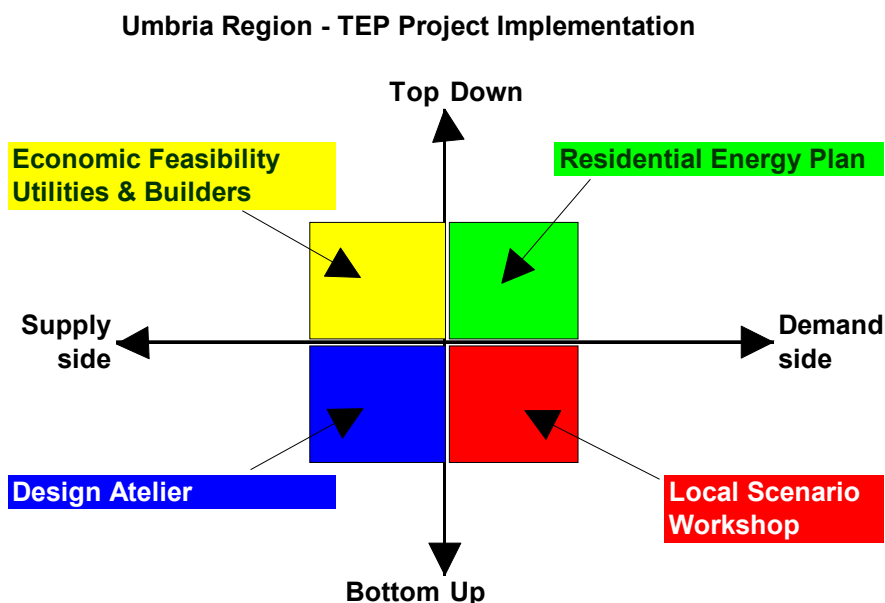 Umbria Region - TEP Project Implementation
Top Down
Economic Feasibility
Utilities & Builders
Residential Energy Plan
Supply
side
Demand
side
Design Atelier
Local Scenario
Workshop
Bottom Up